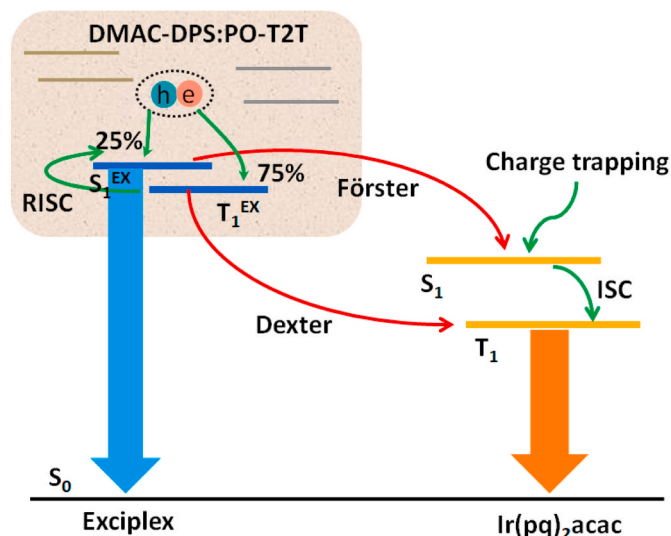 DMAC-DPS:PO-T2T
h e
25%
75%
S₁ᴱˣ
RISC
T₁ᴱˣ
Förster
Charge trapping
S₁
ISC
Dexter
T₁
S₀
Exciplex
Ir(pq)₂acac